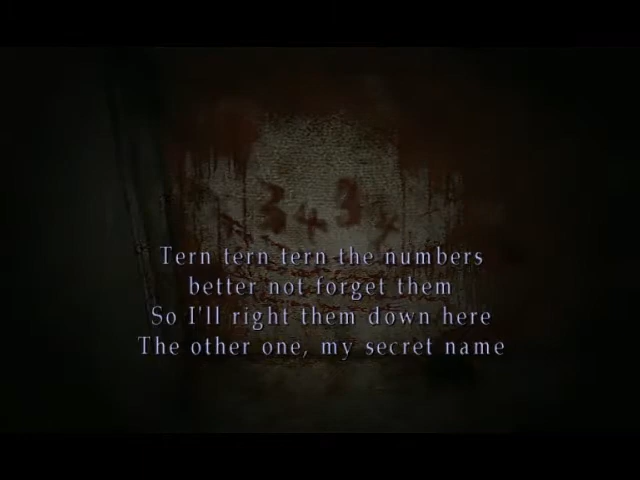 3434
Tern tern tern the numbers
better not forget them
So I'll right them down here
The other one, my secret name